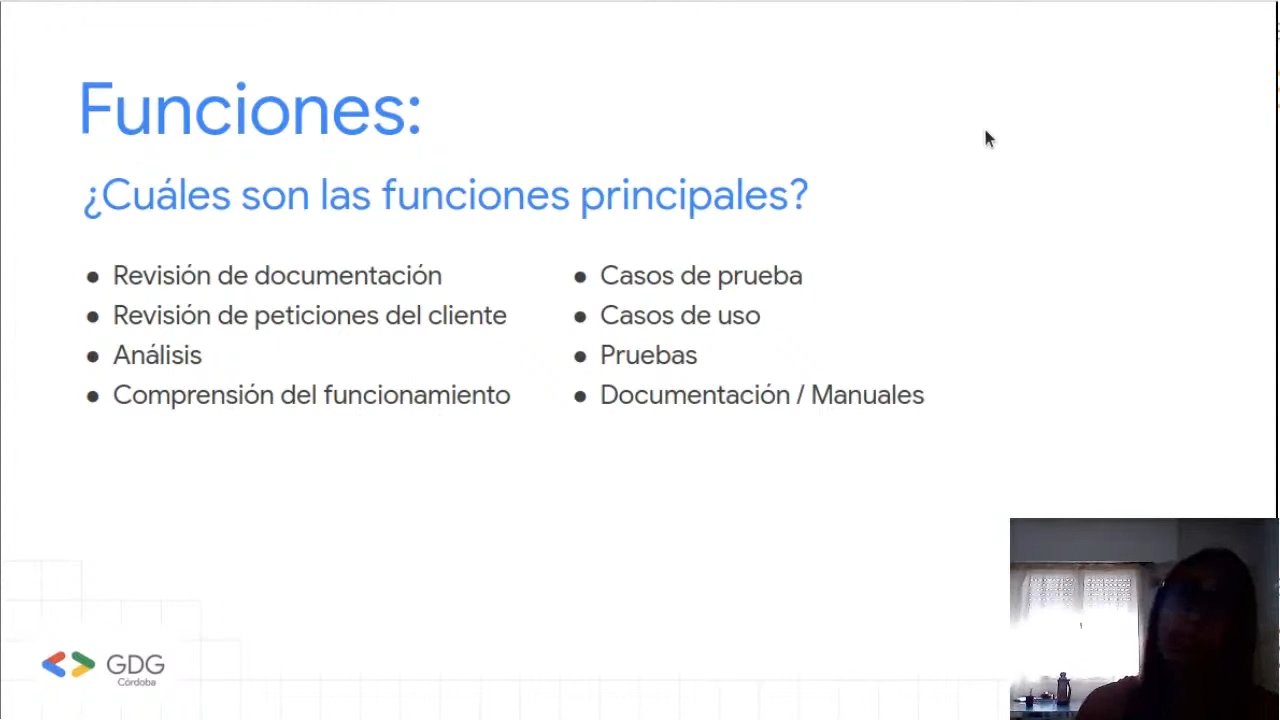 Funciones:
¿Cuáles son las funciones principales?
● Revisión de documentación
● Revisión de peticiones del cliente
● Análisis
● Comprensión del funcionamiento
● Casos de prueba
● Casos de uso
● Pruebas
● Documentación / Manuales
GDG
Córdoba